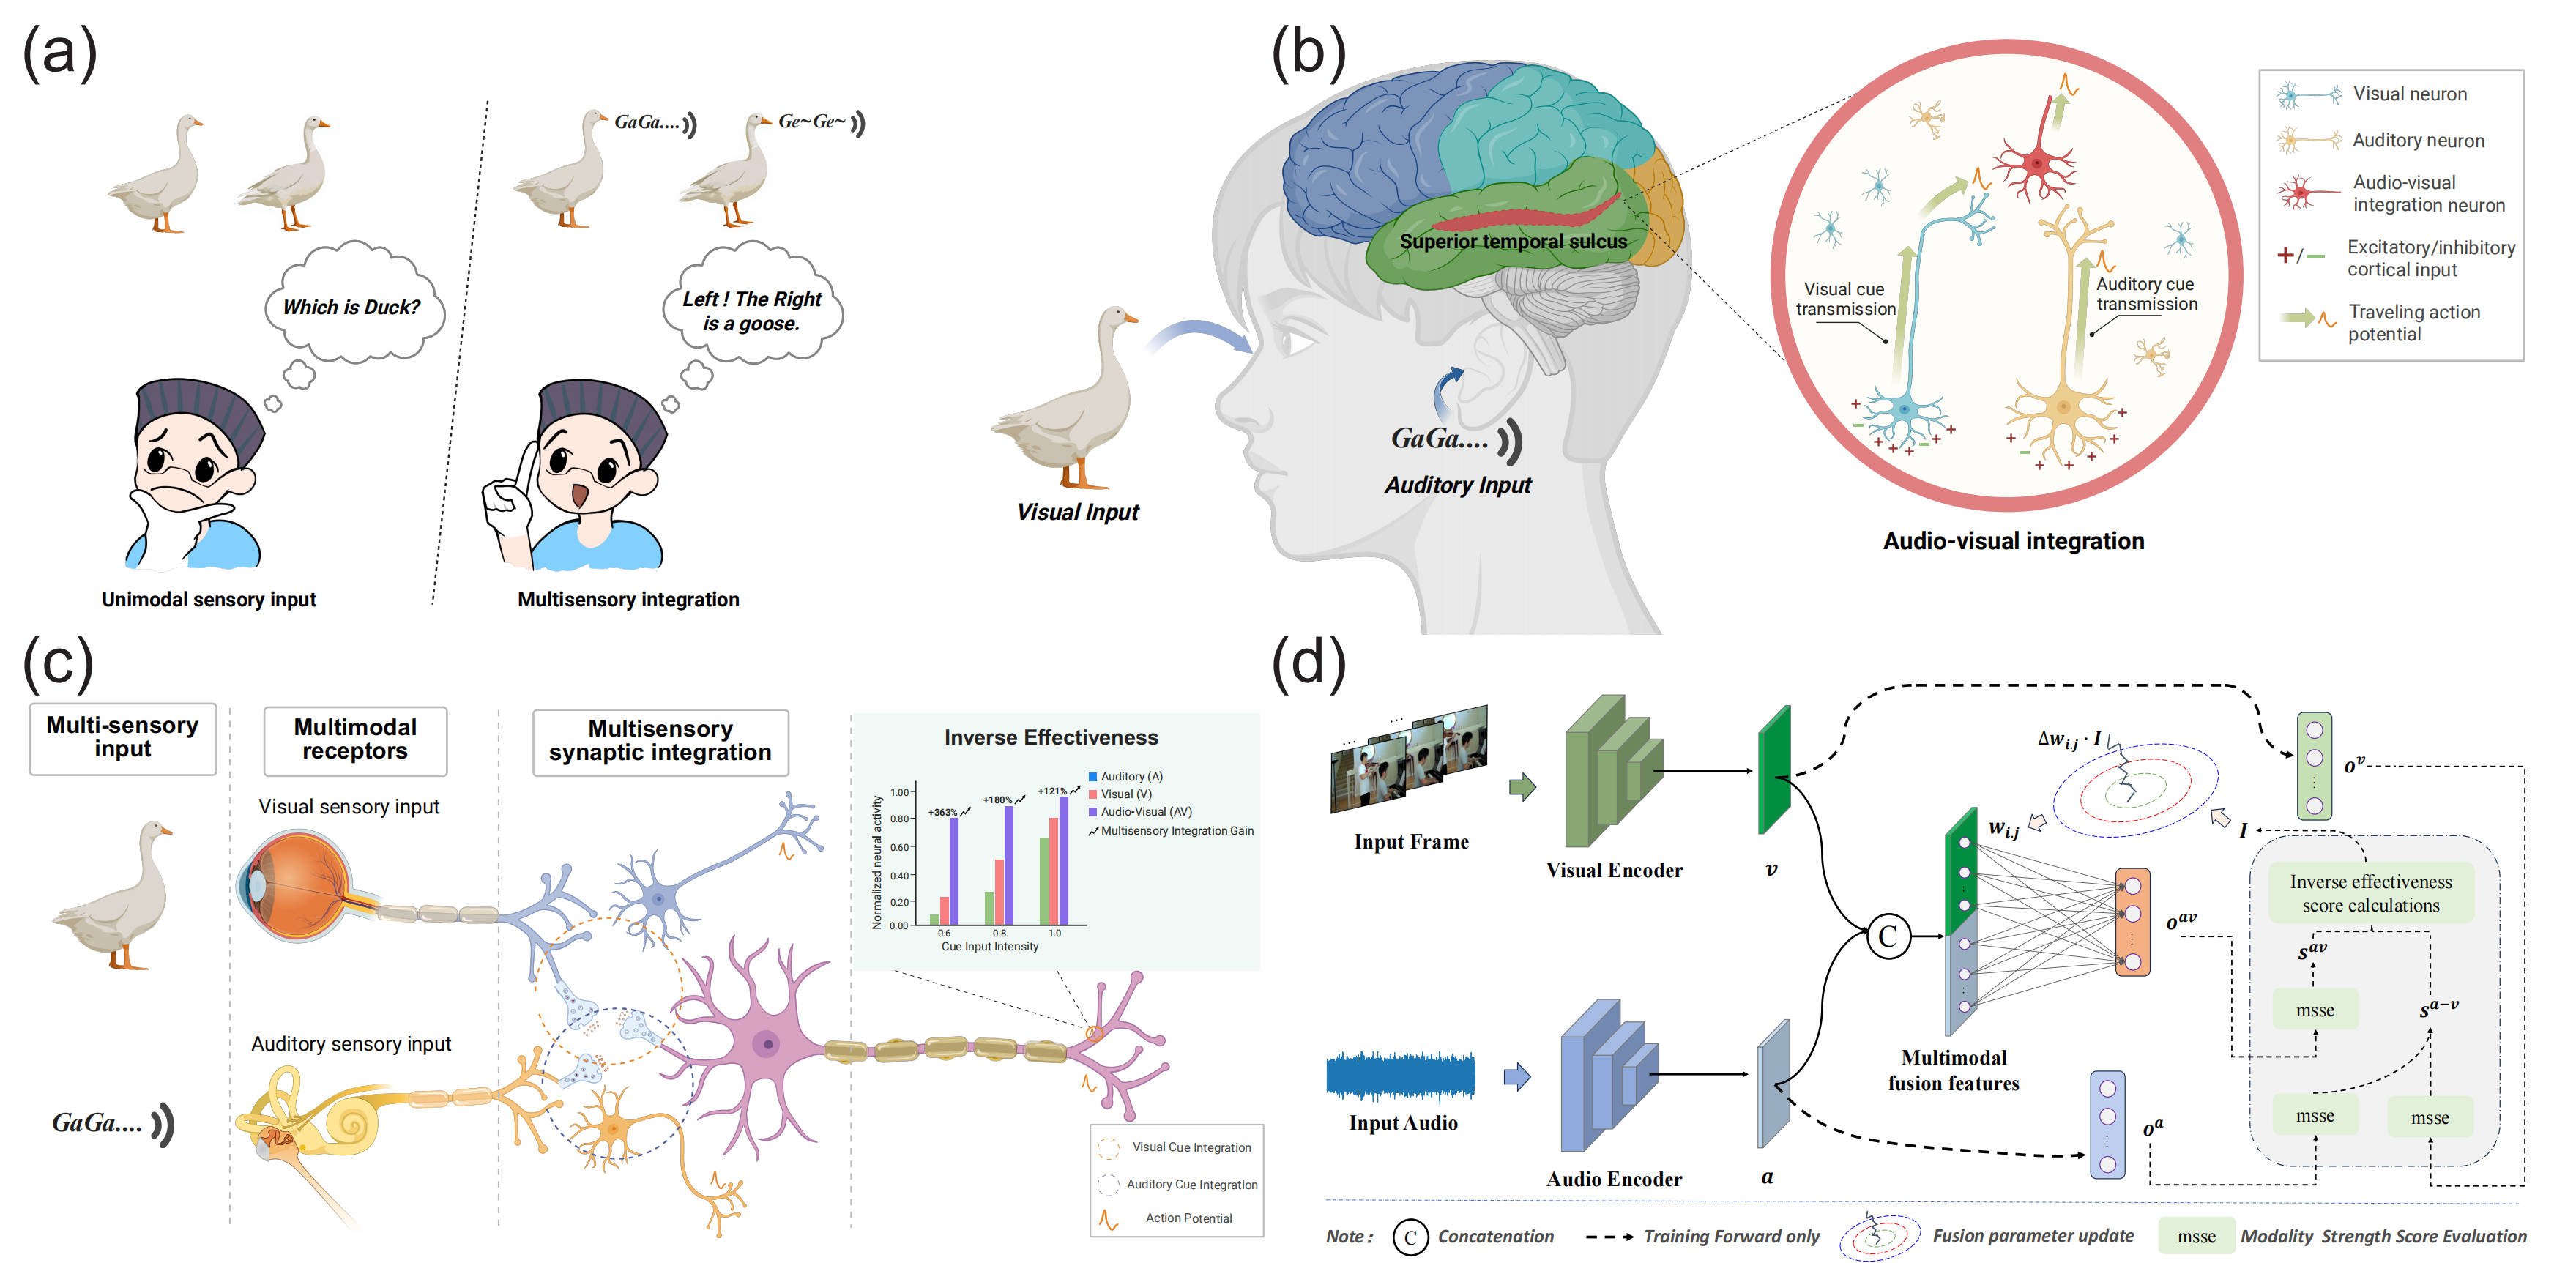 (a)
GaGa....
Ge~Ge~
Which is Duck?
Left ! The Right
is a goose.
Unimodal sensory input
Multisensory integration
(b)
Superior temporal sulcus
GaGa....
Auditory Input
Visual Input
Visual cue
transmission
Auditory cue
transmission
Audio-visual integration
Visual neuron
Auditory neuron
Audio-visual
integration neuron
+/− Excitatory/inhibitory
cortical input
Traveling action
potential
(c)
Multi-sensory
input
Multimodal
receptors
Multisensory
synaptic integration
Visual sensory input
Auditory sensory input
GaGa....
Inverse Effectiveness
Normalized neural activity
1.00
0.80
0.60
0.40
0.20
0.00
+363%
+180%
+121%
0.6
0.8
1.0
Cue Input Intensity
Auditory (A)
Visual (V)
Audio-Visual (AV)
Multisensory Integration Gain
Visual Cue Integration
Auditory Cue Integration
Action Potential
(d)
...
...
Input Frame
Visual Encoder
v
Input Audio
Audio Encoder
a
C
Multimodal
fusion features
w_{i.j}
Δw_{i.j} · I
I
o^{v}
o^{av}
o^{a}
Inverse effectiveness
score calculations
s^{av}
s^{a−v}
msse
msse
msse
Note :
C
Concatenation
Training Forward only
Fusion parameter update
msse
Modality Strength Score Evaluation